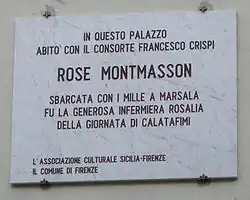 IN QUESTO PALAZZO
ABITÒ CON IL CONSORTE FRANCESCO CRISPI
ROSE MONTMASSON
SBARCATA CON I MILLE A MARSALA
FU LA GENEROSA INFERMIERA ROSALIA
DELLA GIORNATA DI CALATAFIMI
L'ASSOCIAZIONE CULTURALE SICILIA-FIRENZE
IL COMUNE DI FIRENZE